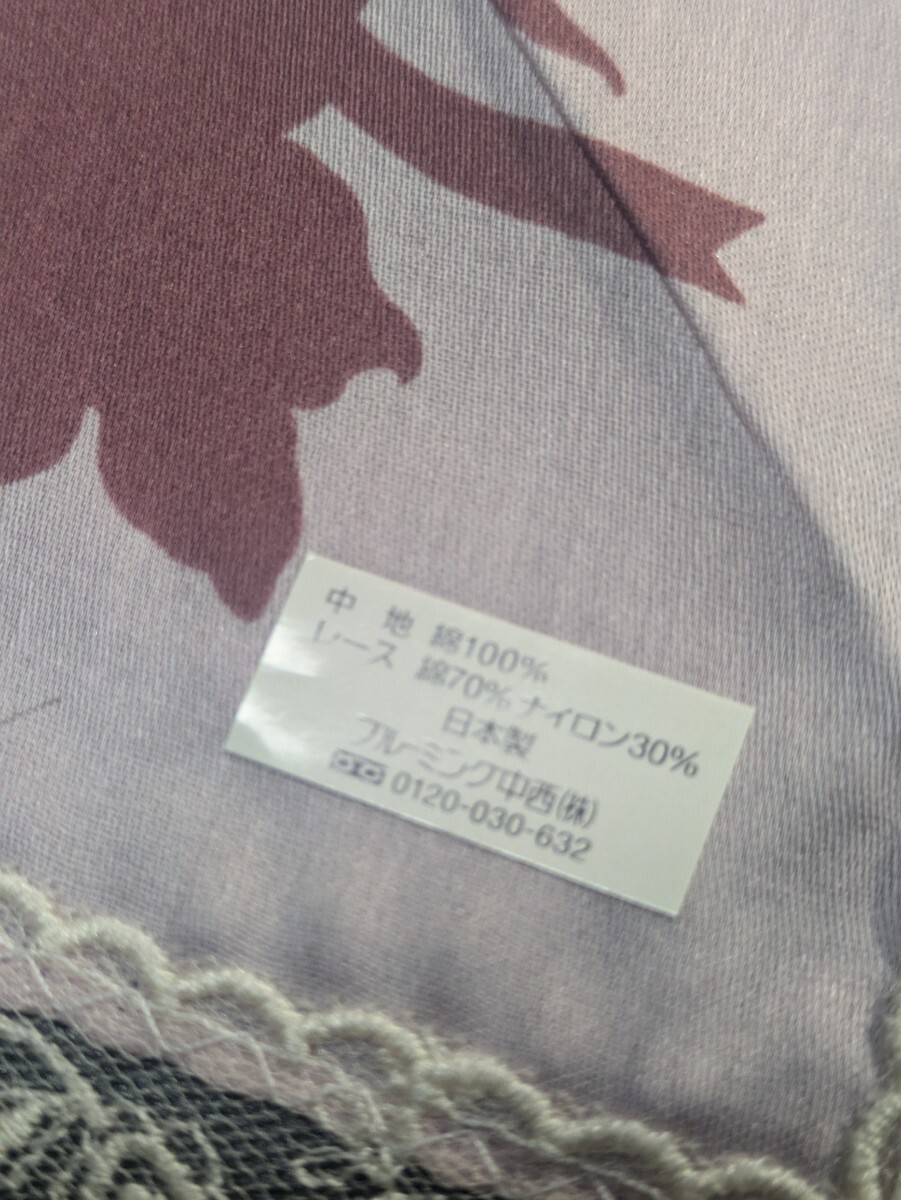 中 地 綿100%
レース 綿70% ナイロン30%
日本製
ブルーミング中西(株)
0120-030-632